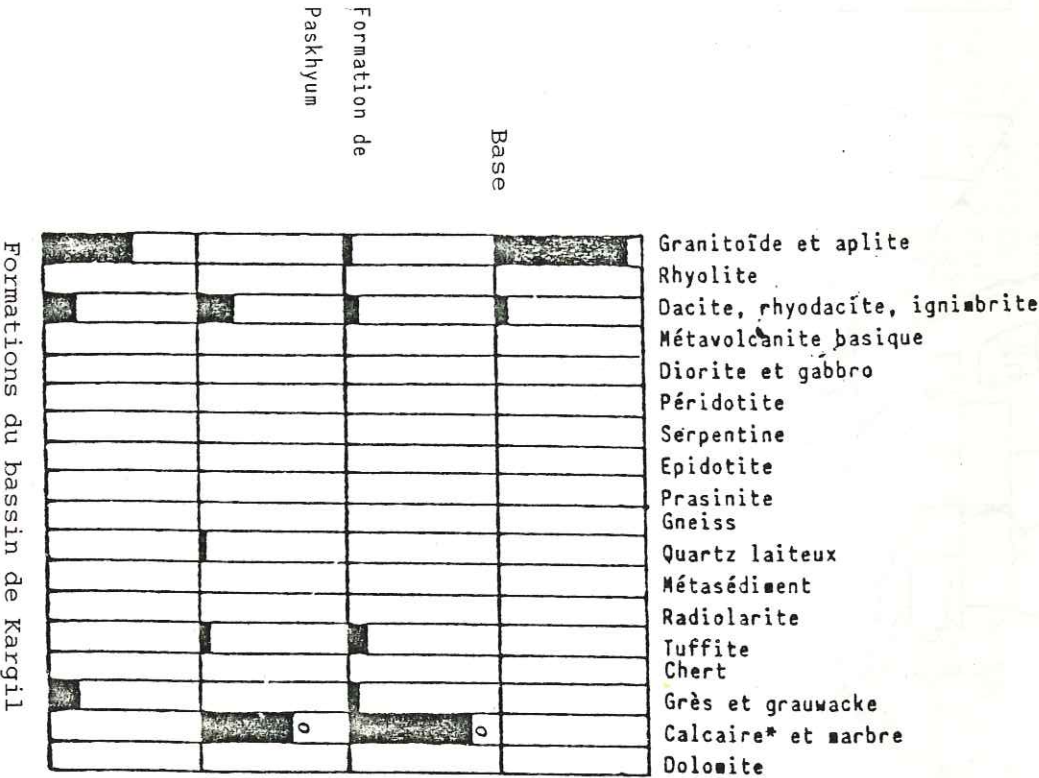 Formation de
Paskhyum
Base
Granitoïde et aplite
Rhyolite
Dacite, rhyodacite, ignimbrite
Métavolcanite basique
Diorite et gabbro
Péridotite
Serpentine
Epidotite
Prasinite
Gneiss
Quartz laiteux
Métasédiment
Radiolarite
Tuffite
Chert
Grès et grauwacke
Calcaire* et marbre
Dolomite
o
o
Formations du bassin de Kargil